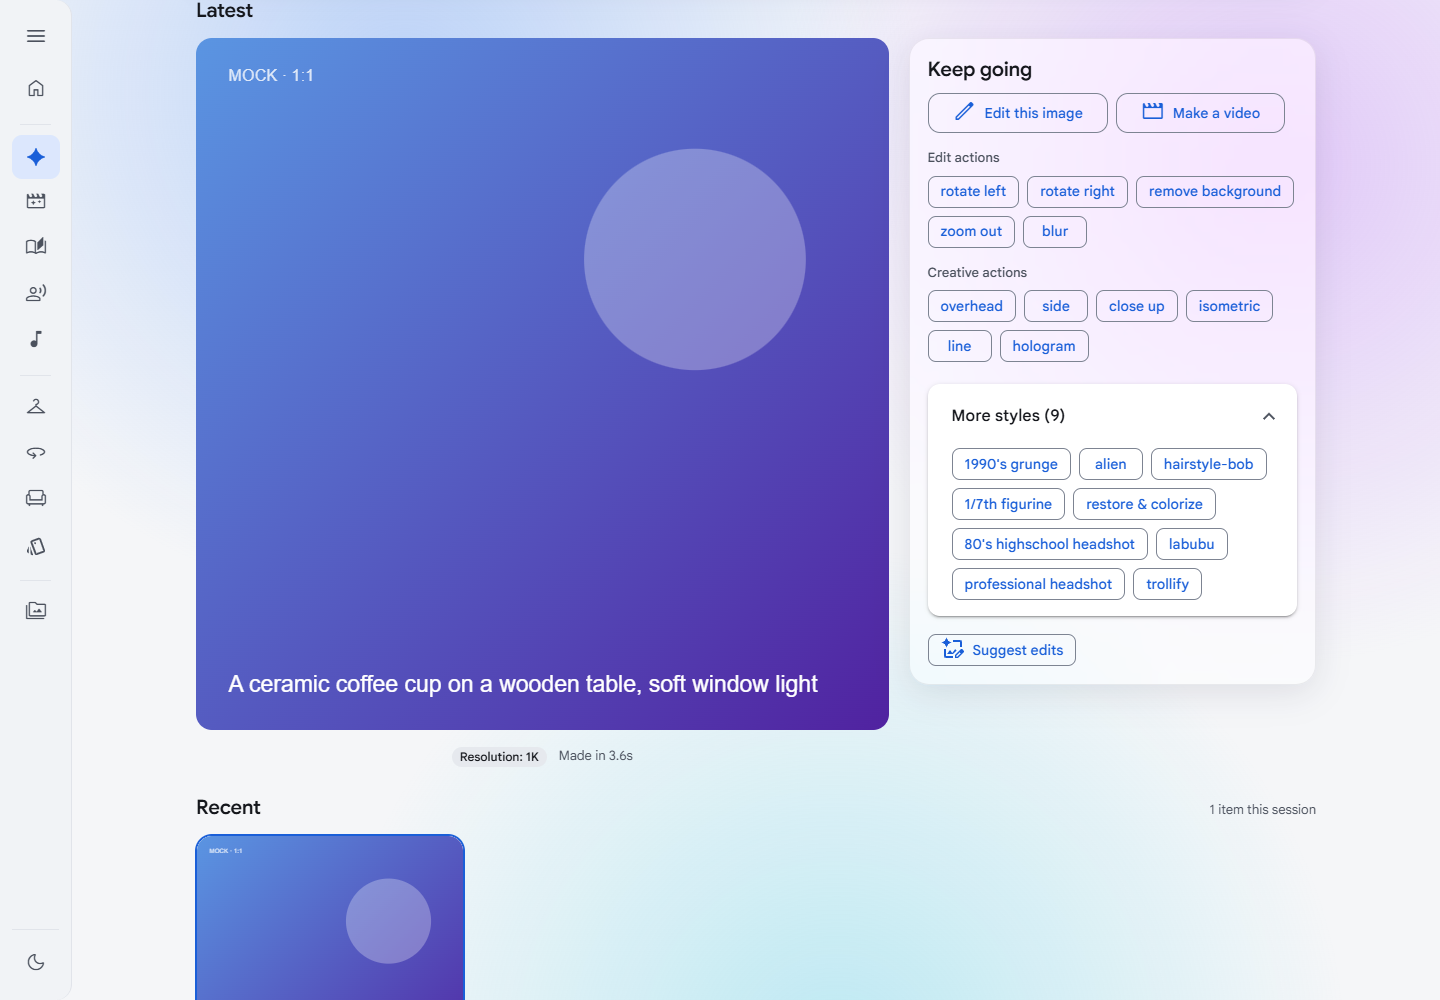 Latest
MOCK · 1:1
A ceramic coffee cup on a wooden table, soft window light
Resolution: 1K Made in 3.6s
Keep going
Edit this image Make a video
Edit actions
rotate left rotate right remove background
zoom out blur
Creative actions
overhead side close up isometric
line hologram
More styles (9)
1990's grunge alien hairstyle-bob
1/7th figurine restore & colorize
80's highschool headshot labubu
professional headshot trollify
Suggest edits
Recent 1 item this session
MOCK · 1:1